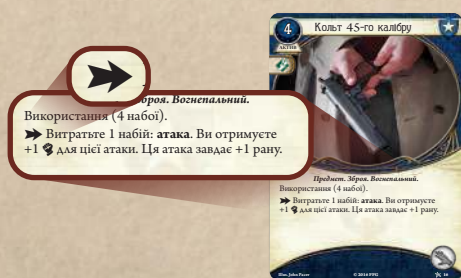 4
Кольт 45-го калібру
АКТИВ
броя. Вогнепальний.
Використання (4 набої).
Витратьте 1 набій: атака. Ви отримуєте
+1 для цієї атаки. Ця атака завдає +1 рану.
Предмет. Зброя. Вогнепальний.
Використання (4 набої).
Витратьте 1 набій: атака. Ви отримуєте
+1 для цієї атаки. Ця атака завдає +1 рану.
© 2016 FFG
16